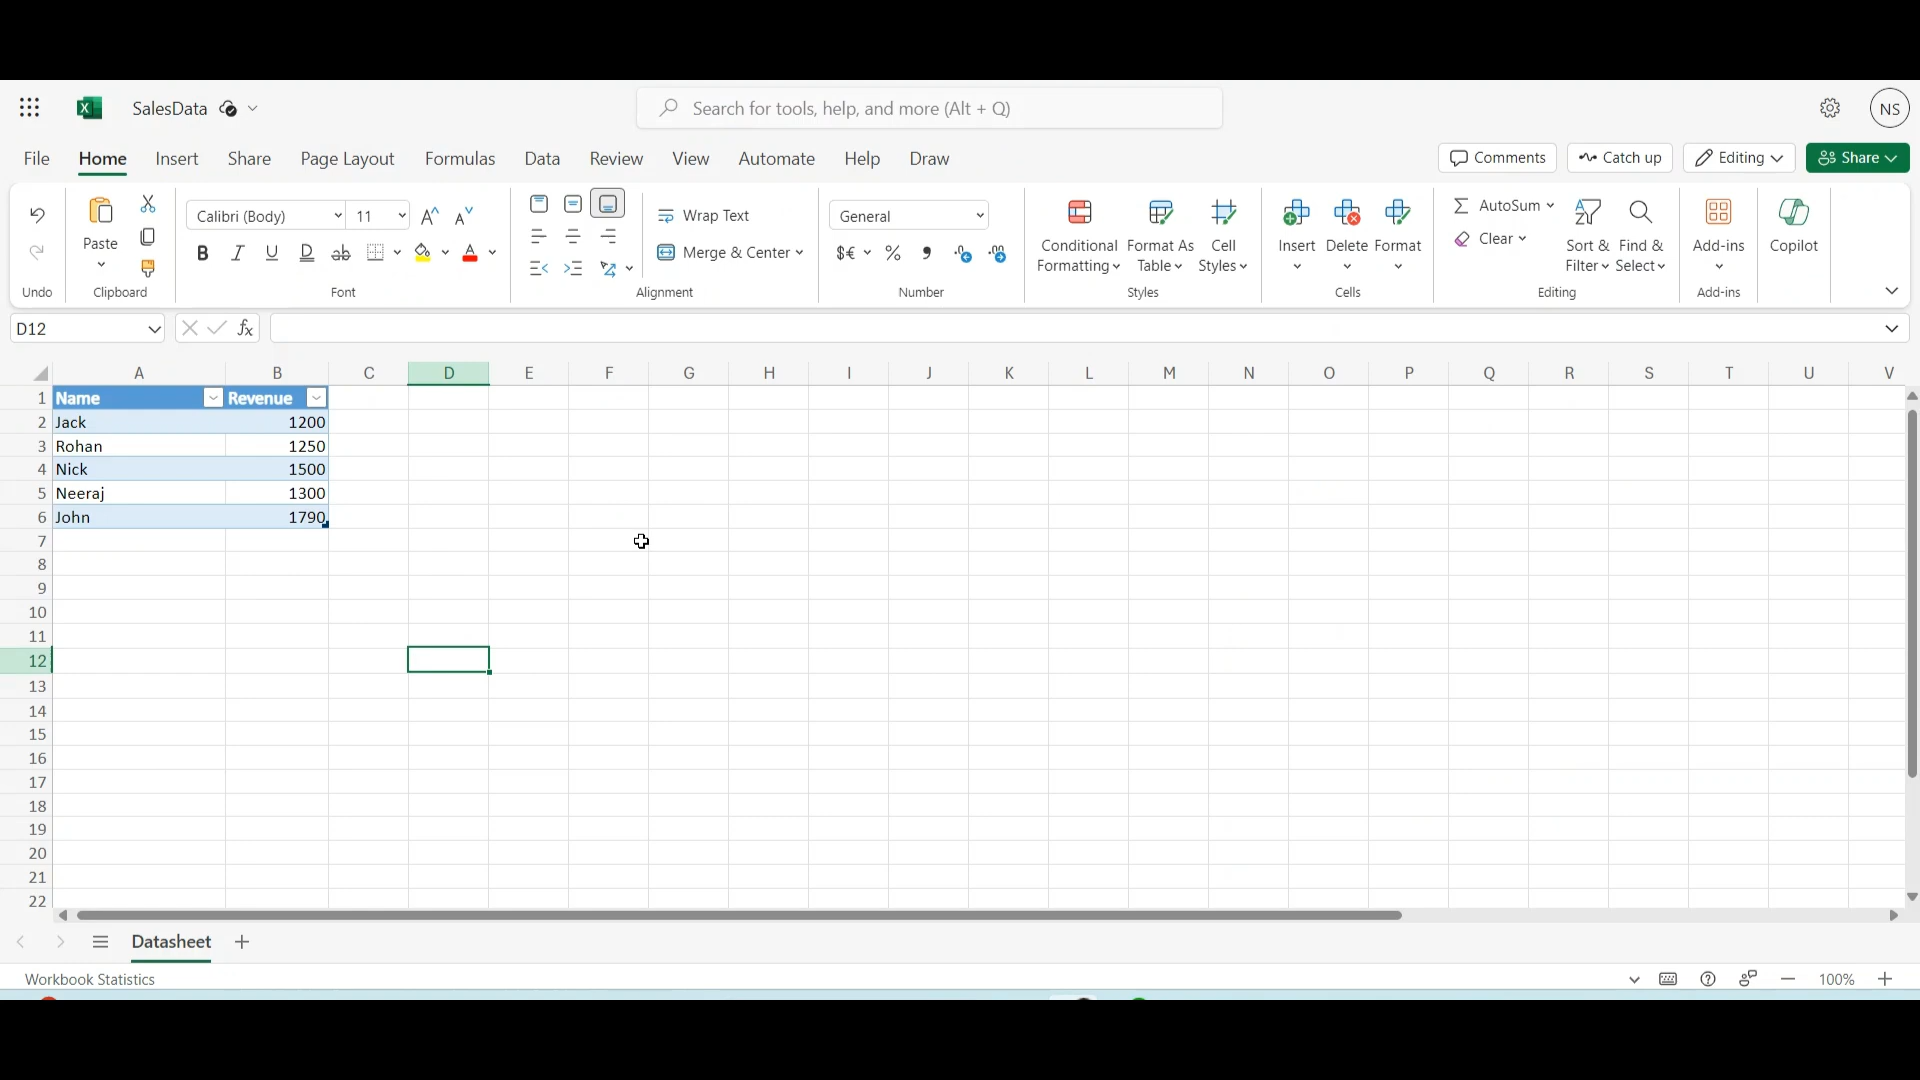 SalesData
Search for tools, help, and more (Alt + Q)
NS
File Home Insert Share Page Layout Formulas Data Review View Automate Help Draw
Comments Catch up Editing Share
Paste
Undo
Clipboard
Calibri (Body) 11
B I U D ab
A A
Font
Wrap Text
Merge & Center
Alignment
General
$€ % 9
Number
Conditional Formatting
Format As Table
Cell Styles
Styles
Insert Delete Format
Cells
Σ AutoSum
Clear
Sort & Filter
Find & Select
Editing
Add-ins
Add-ins
Copilot
D12 fx
A B C D E F G H I J K L M N O P Q R S T U V
1 Name Revenue
2 Jack 1200
3 Rohan 1250
4 Nick 1500
5 Neeraj 1300
6 John 1790
7
8
9
10
11
12
13
14
15
16
17
18
19
20
21
22
Datasheet
Workbook Statistics 100%